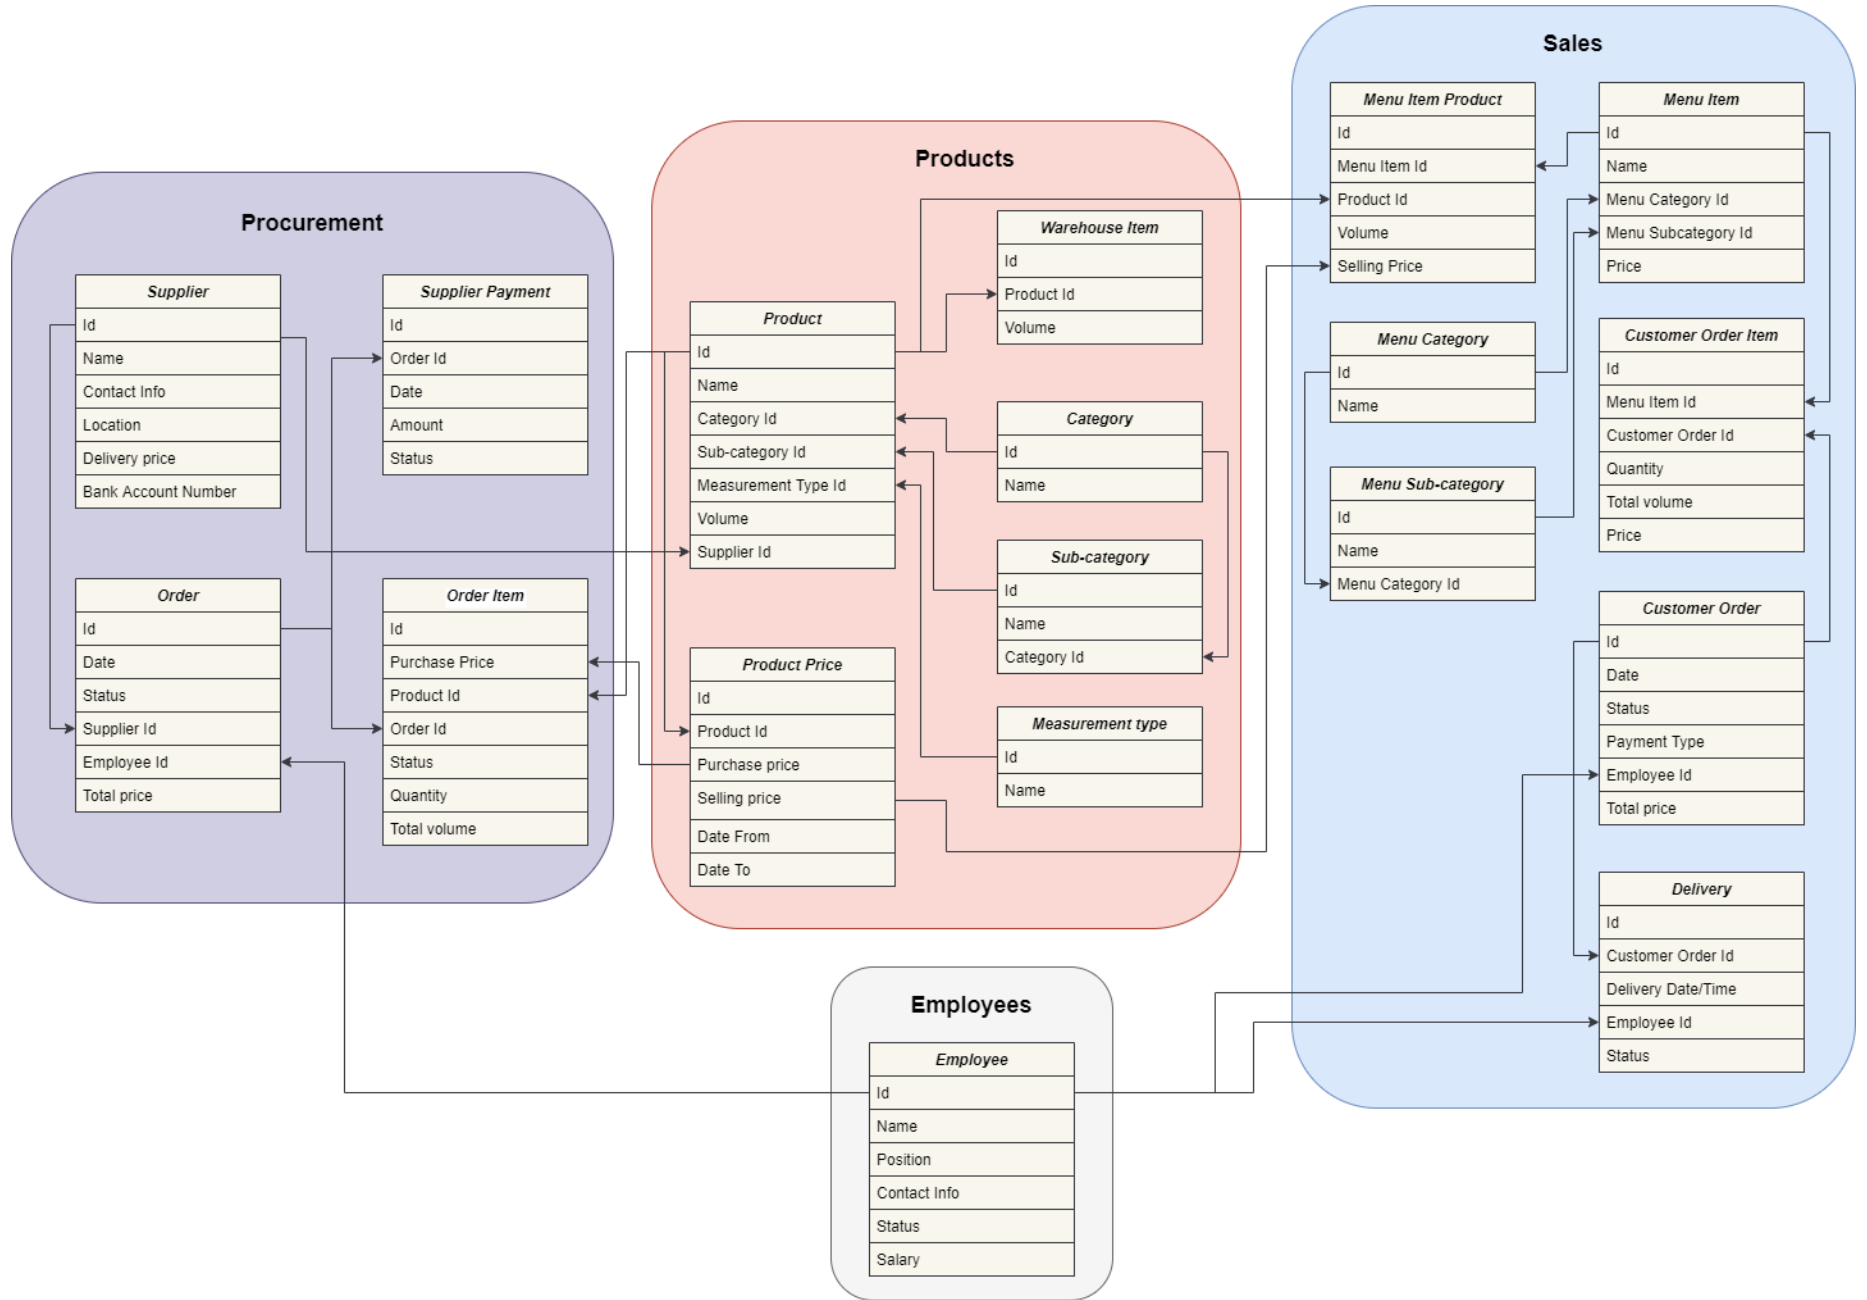 Procurement
Supplier
Id
Name
Contact Info
Location
Delivery price
Bank Account Number
Supplier Payment
Id
Order Id
Date
Amount
Status
Order
Id
Date
Status
Supplier Id
Employee Id
Total price
Order Item
Id
Purchase Price
Product Id
Order Id
Status
Quantity
Total volume
Products
Product
Id
Name
Category Id
Sub-category Id
Measurement Type Id
Volume
Supplier Id
Product Price
Id
Product Id
Purchase price
Selling price
Date From
Date To
Warehouse Item
Id
Product Id
Volume
Category
Id
Name
Sub-category
Id
Name
Category Id
Measurement type
Id
Name
Employees
Employee
Id
Name
Position
Contact Info
Status
Salary
Sales
Menu Item Product
Id
Menu Item Id
Product Id
Volume
Selling Price
Menu Category
Id
Name
Menu Sub-category
Id
Name
Menu Category Id
Menu Item
Id
Name
Menu Category Id
Menu Subcategory Id
Price
Customer Order Item
Id
Menu Item Id
Customer Order Id
Quantity
Total volume
Price
Customer Order
Id
Date
Status
Payment Type
Employee Id
Total price
Delivery
Id
Customer Order Id
Delivery Date/Time
Employee Id
Status